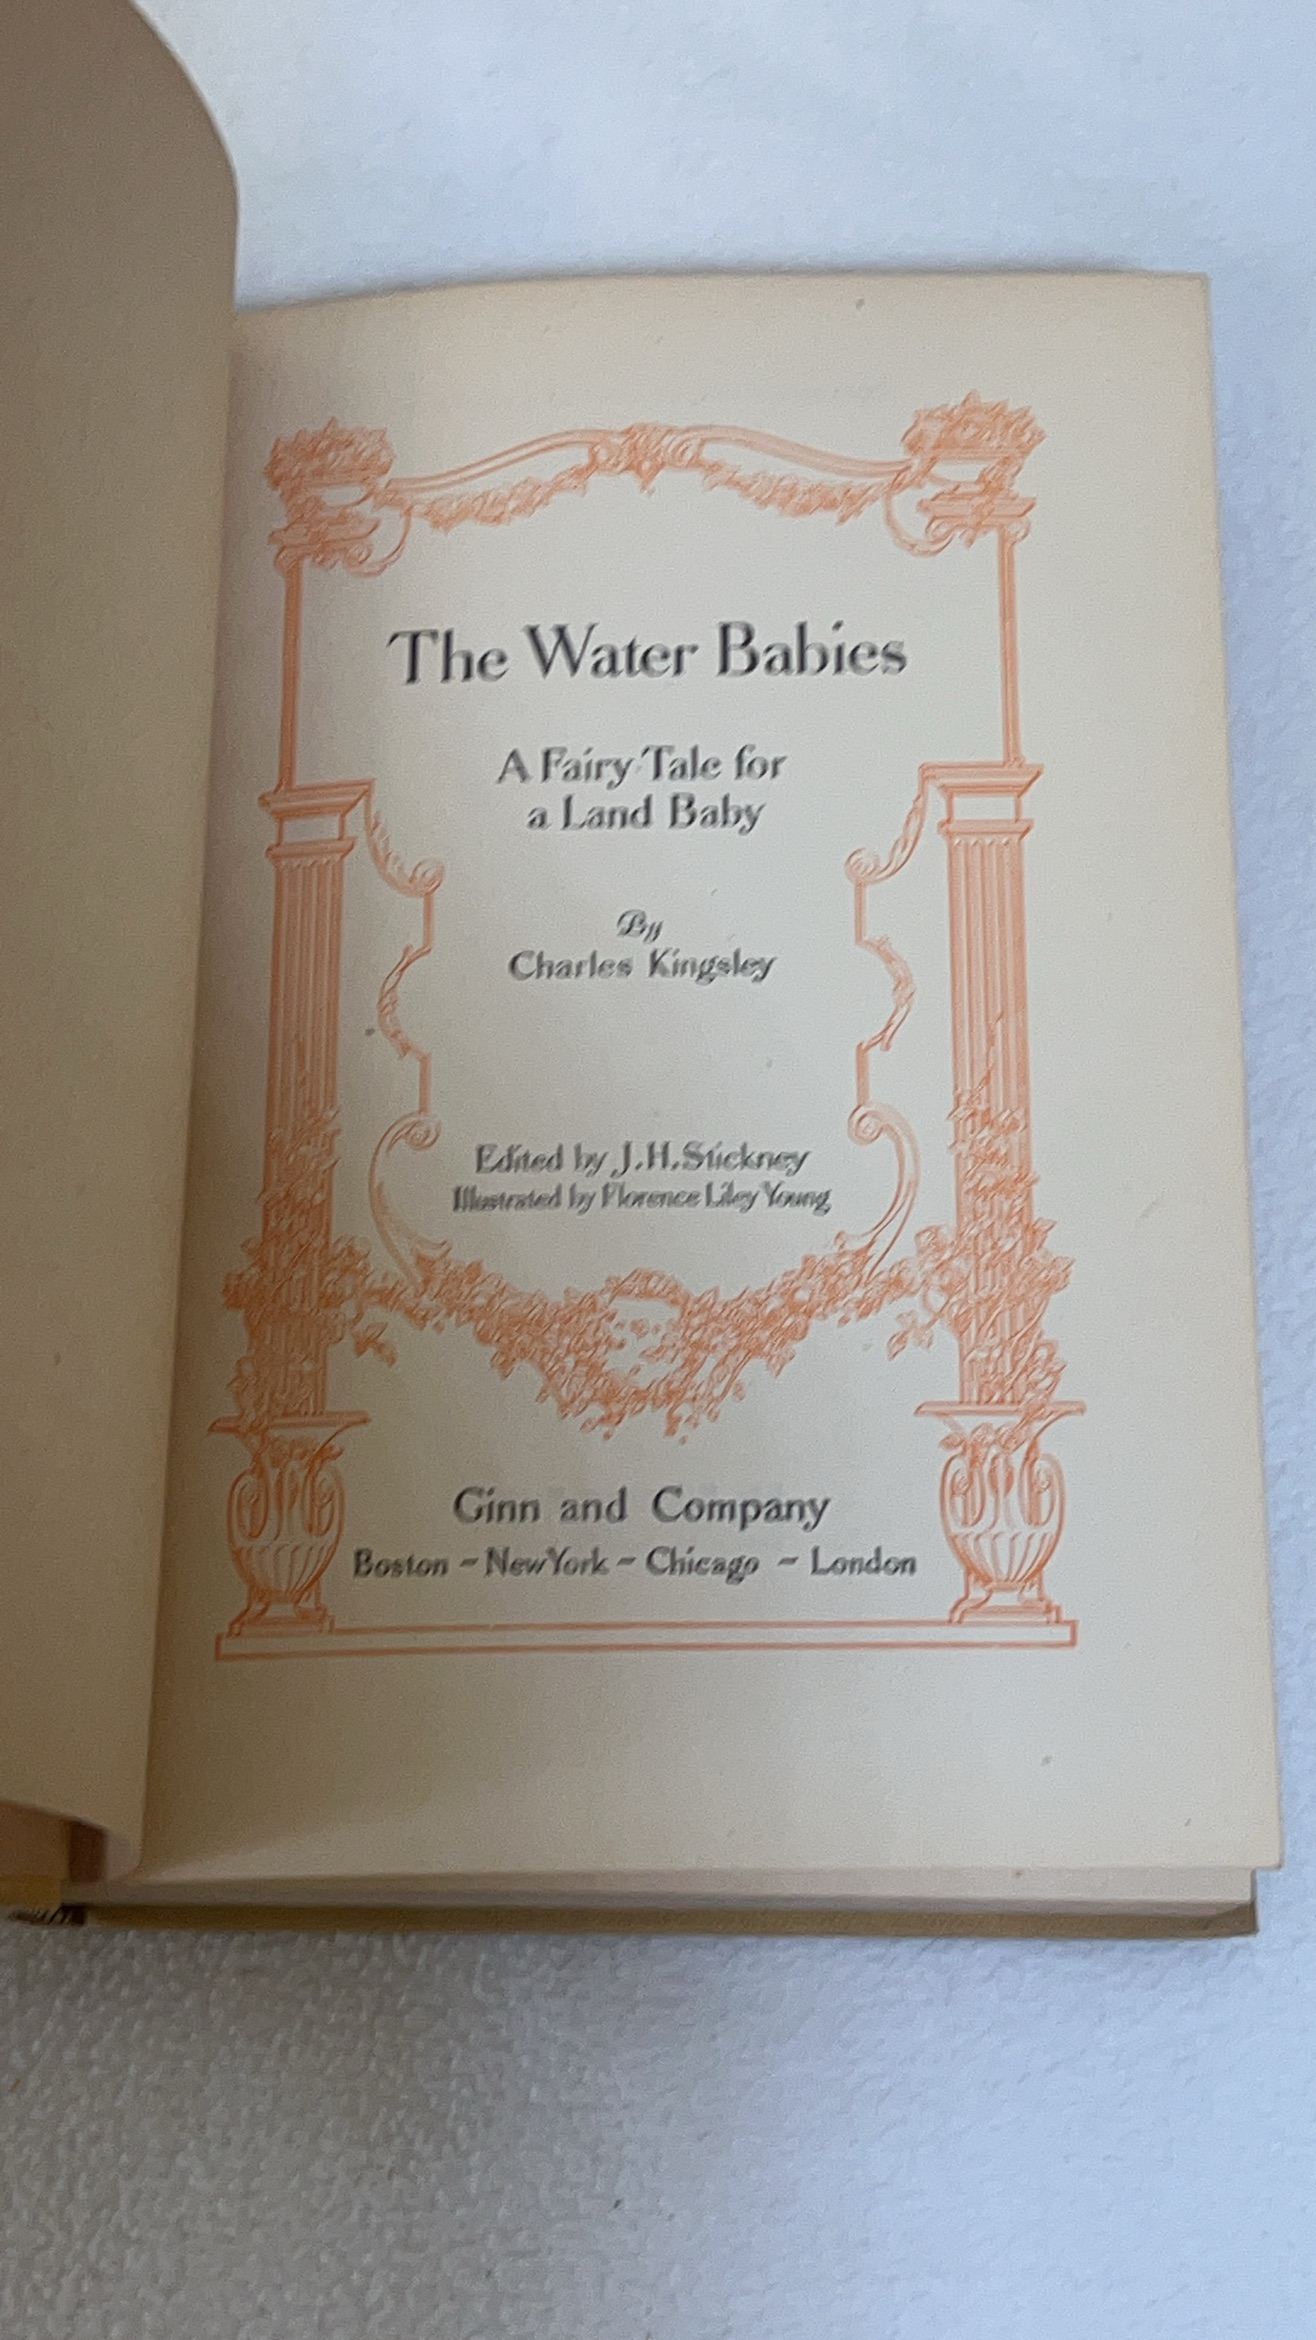 The Water Babies
A Fairy Tale for
a Land Baby
By
Charles Kingsley
Edited by J.H.Stickney
Illustrated by Florence Liley Young
Ginn and Company
Boston ~ New York ~ Chicago ~ London